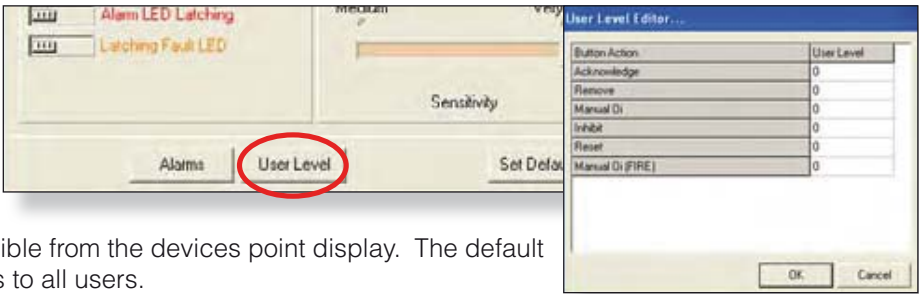 Alarm LED Latching
Latching Fault LED
Medium
Very
Sensitivity
Alarms
User Level
Set Defau
User Level Editor...
Button Action User Level
Acknowledge 0
Remove 0
Manual Di 0
Inhibit 0
Reset 0
Manual Di (FIRE) 0
OK Cancel
ible from the devices point display. The default
s to all users.